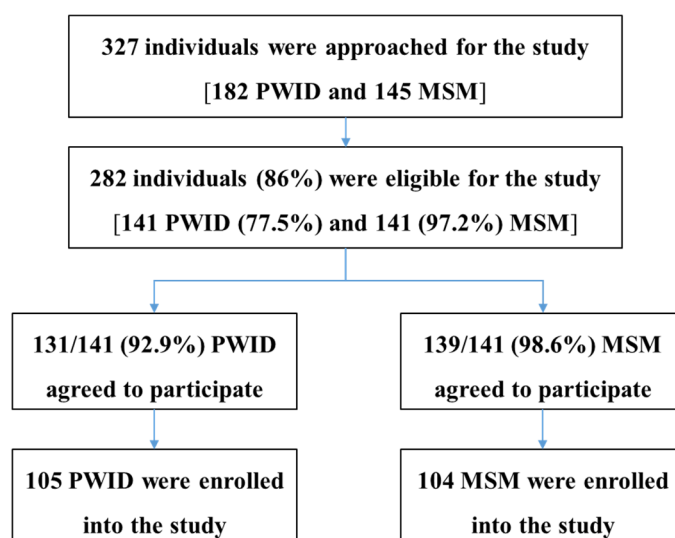 327 individuals were approached for the study
[182 PWID and 145 MSM]
282 individuals (86%) were eligible for the study
[141 PWID (77.5%) and 141 (97.2%) MSM]
131/141 (92.9%) PWID
agreed to participate
139/141 (98.6%) MSM
agreed to participate
105 PWID were enrolled
into the study
104 MSM were enrolled
into the study